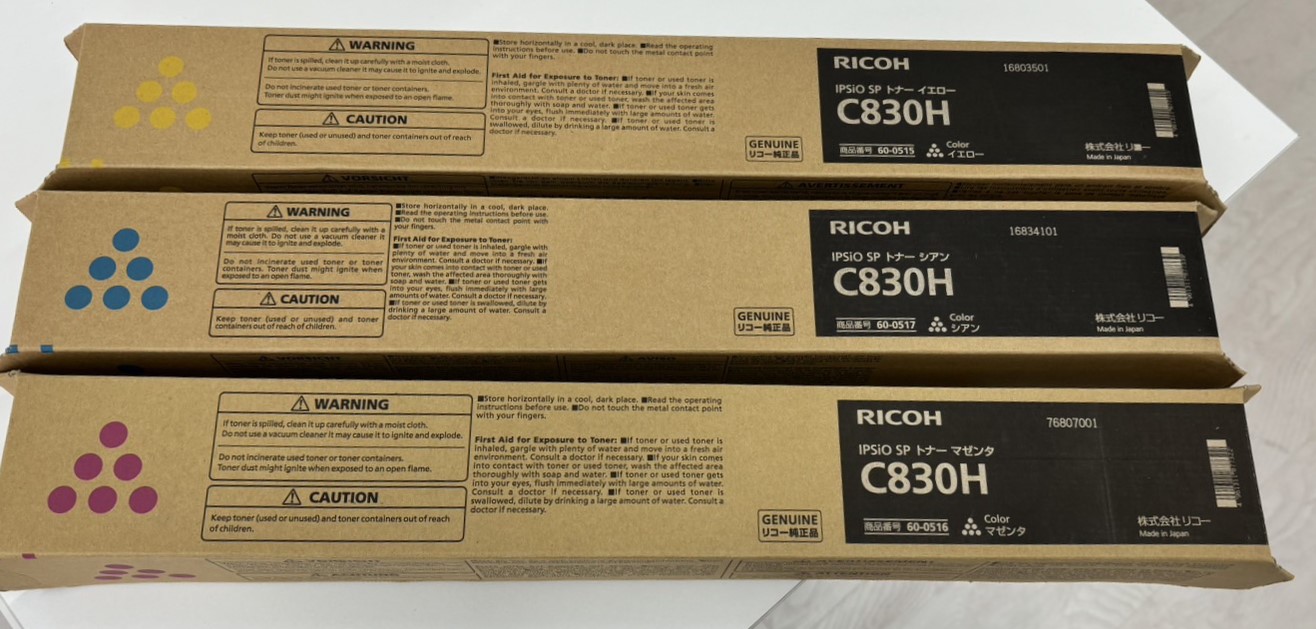 WARNING
If toner is spilled, clean it up carefully with a moist cloth.
Do not use a vacuum cleaner it may cause it to ignite and explode.
Do not incinerate used toner or toner containers.
Toner dust might ignite when exposed to an open flame.
CAUTION
Keep toner (used or unused) and toner containers out of reach
of children.
■Store horizontally in a cool, dark place. ■Read the operating
instructions before use. ■Do not touch the metal contact point
with your fingers.
First Aid for Exposure to Toner: ■If toner or used toner is
inhaled, gargle with plenty of water and move into a fresh air
environment. Consult a doctor if necessary. ■If your skin comes
into contact with toner or used toner, wash the affected area
thoroughly with soap and water. ■If toner or used toner gets
into your eyes, flush immediately with large amounts of water.
Consult a doctor if necessary. ■If toner or used toner is
swallowed, dilute by drinking a large amount of water. Consult a
doctor if necessary.
GENUINE
リコー純正品
RICOH
16803501
IPSiO SP トナー イエロー
C830H
商品番号 60-0515
Color
イエロー
株式会社リコー
Made in Japan
VORSICHT
AVERTISSEMENT
WARNING
If toner is spilled, clean it up carefully with a
moist cloth. Do not use a vacuum cleaner it
may cause it to ignite and explode.
Do not incinerate used toner or toner
containers. Toner dust might ignite when
exposed to an open flame.
CAUTION
Keep toner (used or unused) and toner
containers out of reach of children.
■Store horizontally in a cool, dark place.
■Read the operating instructions before use.
■Do not touch the metal contact point with
your fingers.
First Aid for Exposure to Toner:
■If toner or used toner is inhaled, gargle with
plenty of water and move into a fresh air
environment. Consult a doctor if necessary. ■If
your skin comes into contact with toner or used
toner, wash the affected area thoroughly with
soap and water. ■If toner or used toner gets
into your eyes, flush immediately with large
amounts of water. Consult a doctor if necessary.
■If toner or used toner is swallowed, dilute by
drinking a large amount of water. Consult a
doctor if necessary.
GENUINE
リコー純正品
RICOH
16834101
IPSiO SP トナー シアン
C830H
商品番号 60-0517
Color
シアン
株式会社リコー
Made in Japan
VORSICHT
AVISO
WARNING
If toner is spilled, clean it up carefully with a moist cloth.
Do not use a vacuum cleaner it may cause it to ignite and explode.
Do not incinerate used toner or toner containers.
Toner dust might ignite when exposed to an open flame.
CAUTION
Keep toner (used or unused) and toner containers out of reach
of children.
■Store horizontally in a cool, dark place. ■Read the operating
instructions before use. ■Do not touch the metal contact point
with your fingers.
First Aid for Exposure to Toner: ■If toner or used toner is
inhaled, gargle with plenty of water and move into a fresh air
environment. Consult a doctor if necessary. ■If your skin comes
into contact with toner or used toner, wash the affected area
thoroughly with soap and water. ■If toner or used toner gets
into your eyes, flush immediately with large amounts of water.
Consult a doctor if necessary. ■If toner or used toner is
swallowed, dilute by drinking a large amount of water. Consult a
doctor if necessary.
GENUINE
リコー純正品
RICOH
76807001
IPSiO SP トナー マゼンタ
C830H
商品番号 60-0516
Color
マゼンタ
株式会社リコー
Made in Japan